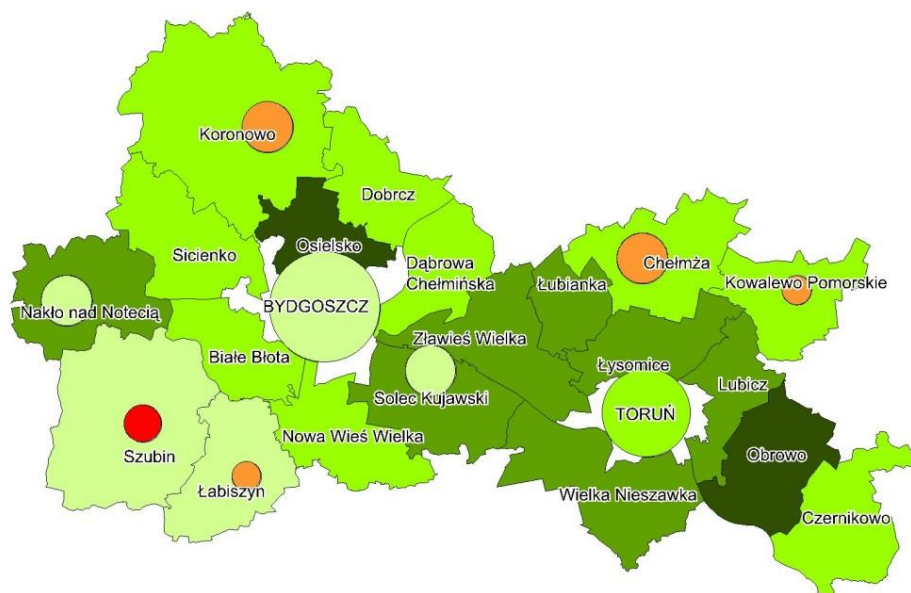 Koronowo
Dobrcz
Osielsko
Sicienko
Dąbrowa
Chełmińska
Łubianka
Chełmża
Kowalewo Pomorskie
BYDGOSZCZ
Nakło nad Notecią
Zławieś Wielka
Białe Błota
Łysomice
Lubicz
Solec Kujawski
TORUŃ
Nowa Wieś Wielka
Szubin
Obrowo
Łabiszyn
Wielka Nieszawka
Czernikowo